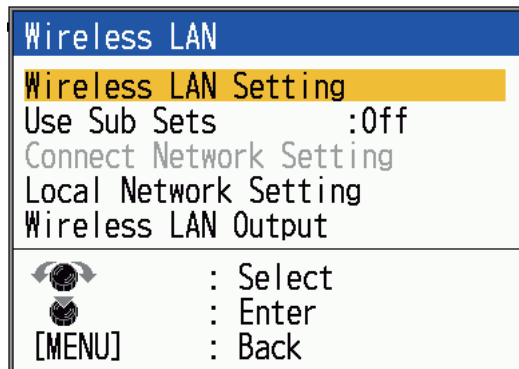 Wireless LAN
Wireless LAN Setting
Use Sub Sets :Off
Connect Network Setting
Local Network Setting
Wireless LAN Output
: Select
: Enter
[MENU] : Back